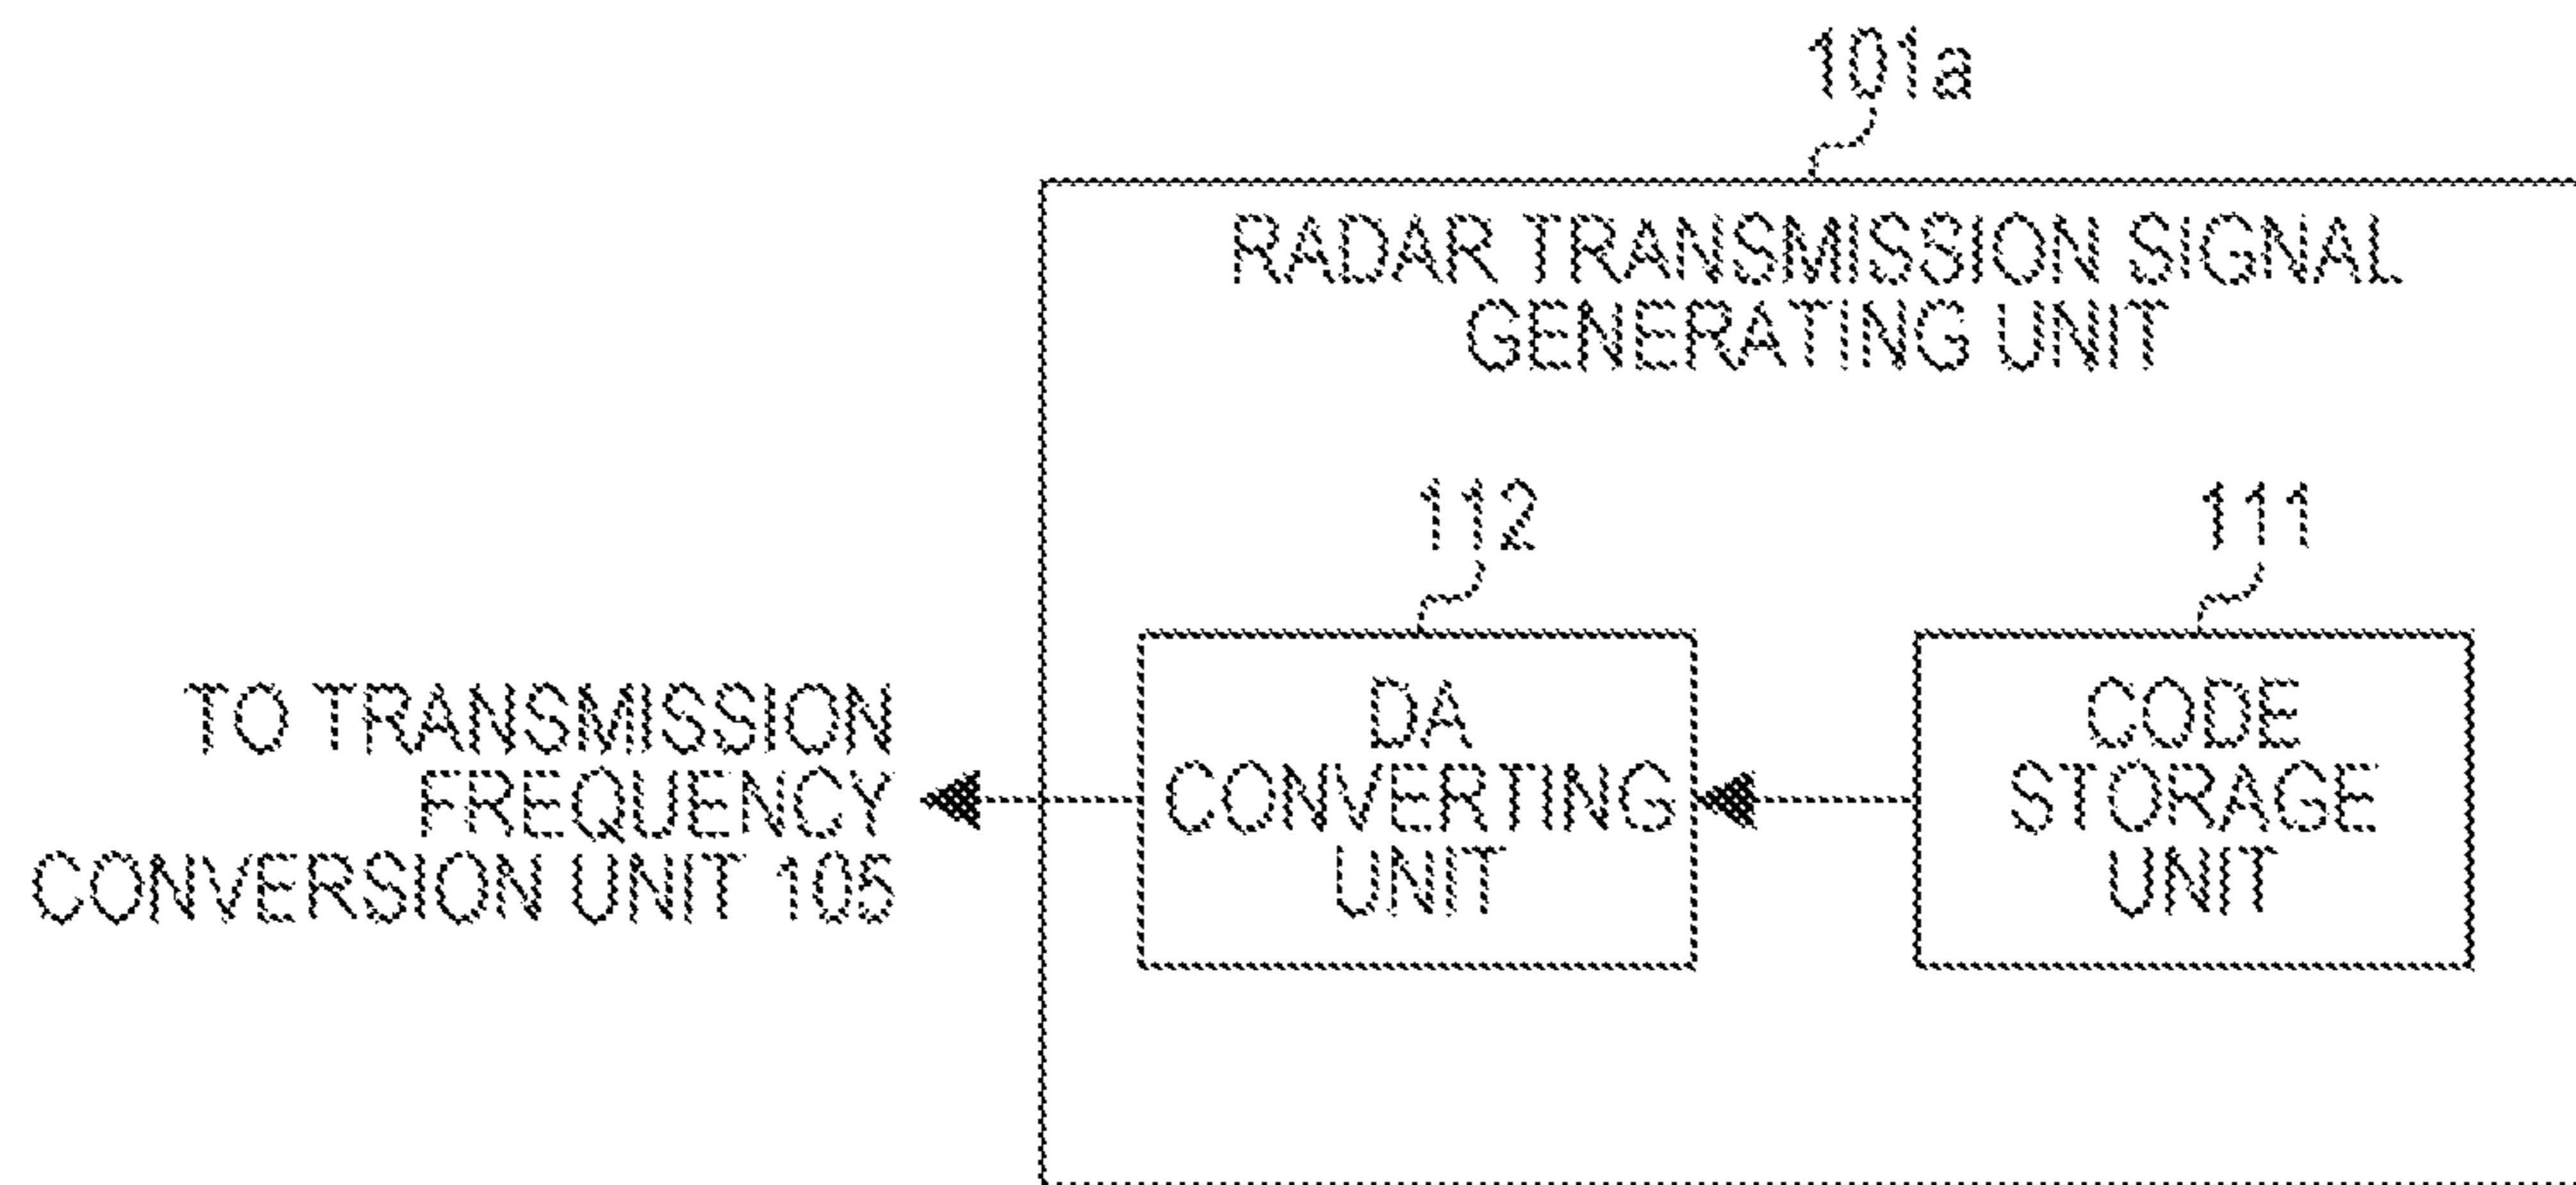 101a
RADAR TRANSMISSION SIGNAL
GENERATING UNIT
112
111
DA
CONVERTING
UNIT
CODE
STORAGE
UNIT
TO TRANSMISSION
FREQUENCY
CONVERSION UNIT 105